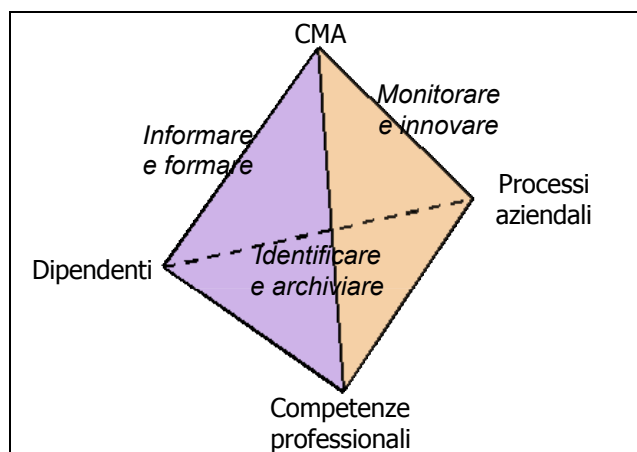 CMA
Monitorare
e innovare
Informare
e formare
Processi
aziendali
Identificare
e archiviare
Dipendenti
Competenze
professionali